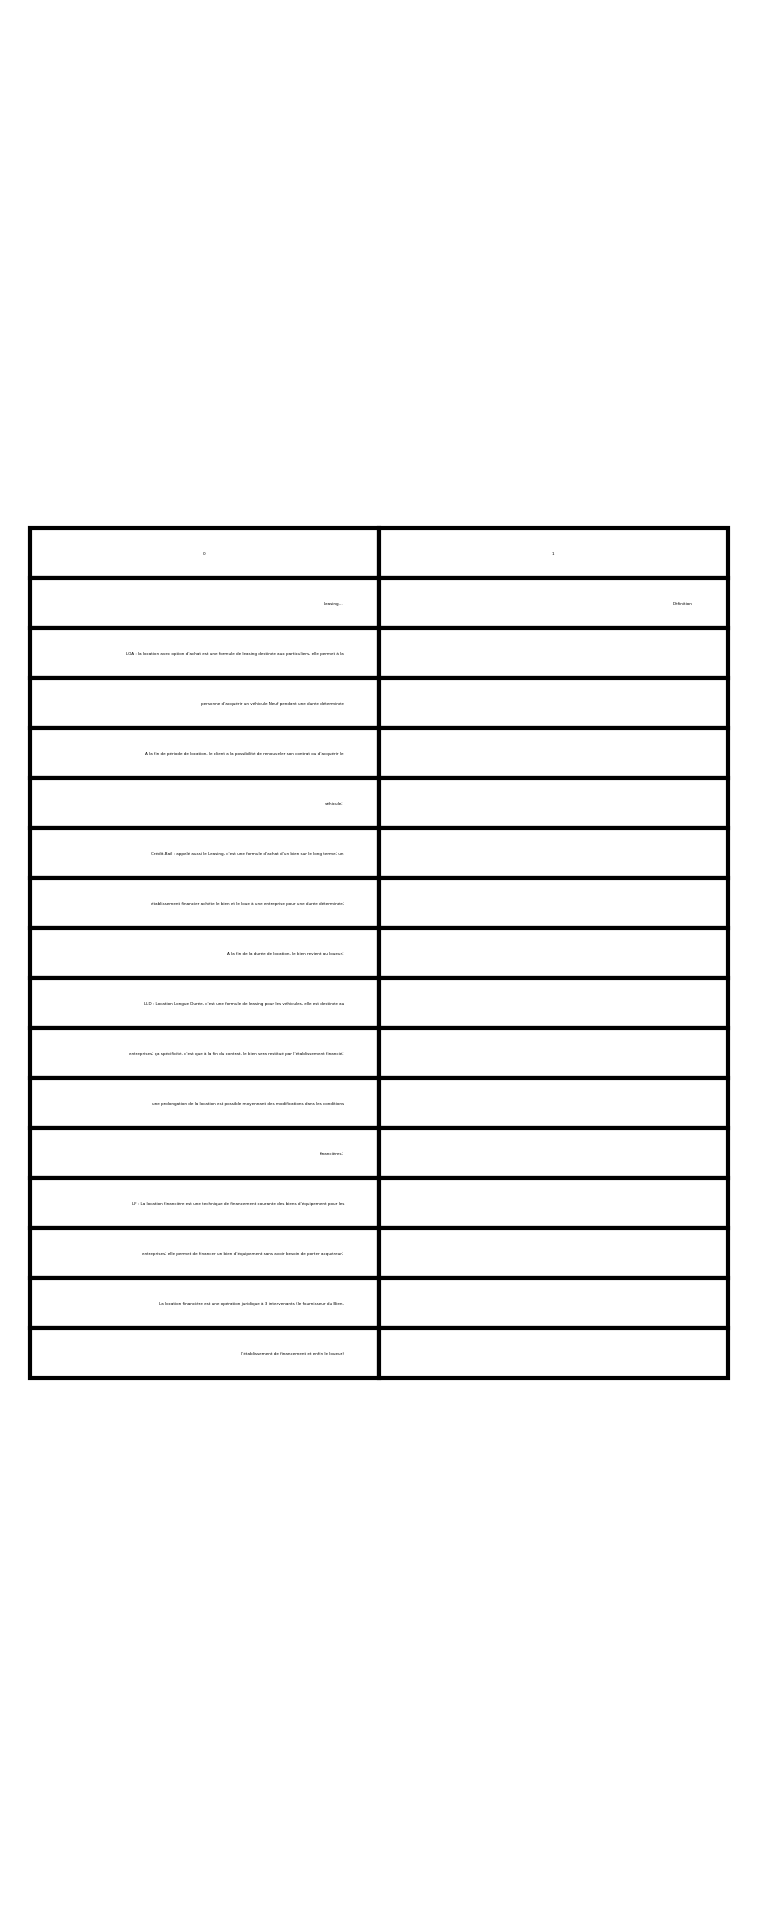 0 1
Leasing... Définition
LOA : la location avec option d'achat est une formule de leasing destinée aux particuliers, elle permet à la
personne d'acquérir un véhicule Neuf pendant une durée déterminée
A la fin de période de location, le client a la possibilité de renouveler son contrat ou d'acquérir le
véhicule;
Crédit-Bail : appelé aussi le Leasing, c'est une formule d'achat d'un bien sur le long terme; un
établissement financier achète le bien et le loue à une entreprise pour une durée déterminée;
A la fin de la durée de location; le bien revient au loueur;
LLD : Location Longue Durée, c'est une formule de leasing pour les véhicules, elle est destinée au
entreprises; ça spécificité, c'est que à la fin du contrat, le bien sera restitué par l'établissement financié;
une prolongation de la location est possible moyennant des modifications dans les conditions
financières;
LF : La location financière est une technique de financement courante des biens d'équipement pour les
entreprises; elle permet de financer un bien d'équipement sans avoir besoin de porter acquéreur;
La location financière est une opération juridique à 3 intervenants (le fournisseur du Bien,
l'établissement de financement et enfin le loueur)